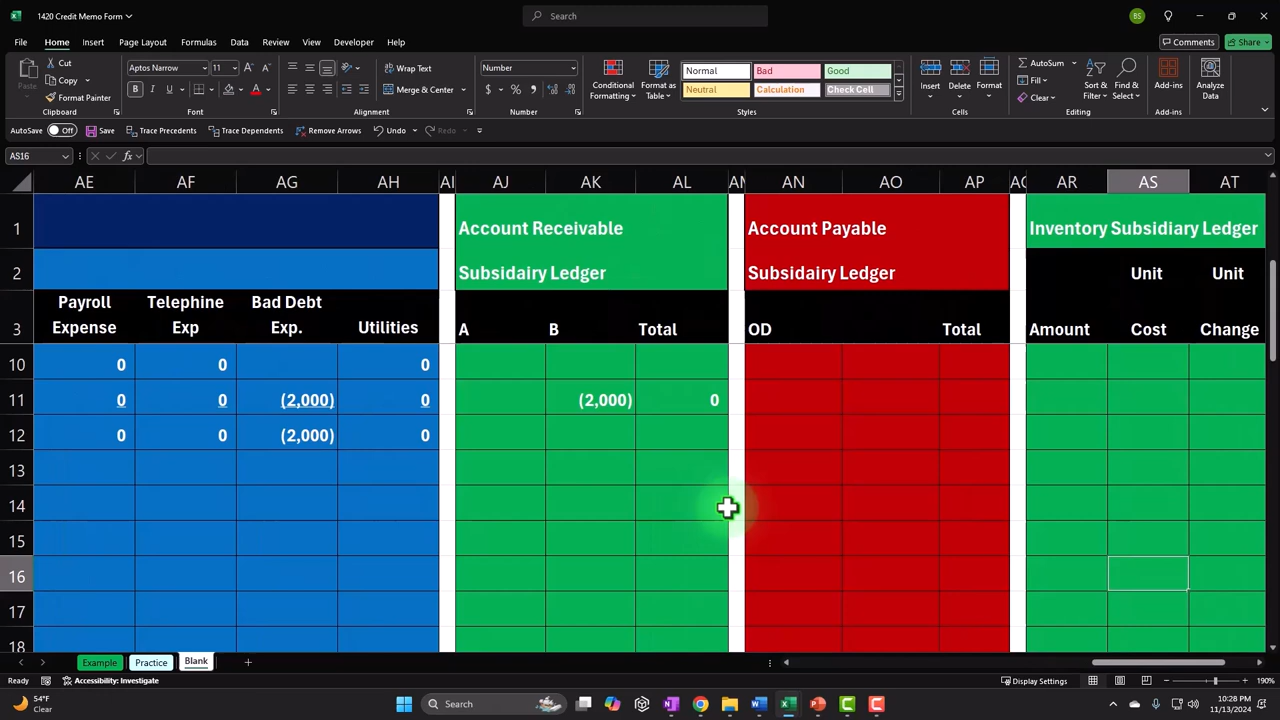 1420 Credit Memo Form
Search
BS
File Home Insert Page Layout Formulas Data Review View Developer Help
Comments Share
Cut
Copy
Paste
Format Painter
Clipboard
Aptos Narrow 11
B I U
Font
Wrap Text
Merge & Center
Alignment
Number
$ % ,
Number
Conditional Formatting
Format as Table
Normal Bad Good
Neutral Calculation Check Cell
Styles
Insert Delete Format
Cells
AutoSum
Fill
Clear
Sort & Filter
Find & Select
Editing
Add-ins
Add-ins
Analyze Data
AutoSave Off Save Trace Precedents Trace Dependents Remove Arrows Undo Redo
AS16 fx
AE AF AG AH AI AJ AK AL AM AN AO AP AQ AR AS AT
1 Account Receivable Account Payable Inventory Subsidiary Ledger
2 Subsidairy Ledger Subsidairy Ledger Unit Unit
Payroll Telephine Bad Debt
3 Expense Exp Exp. Utilities A B Total OD Total Amount Cost Change
10 0 0 0
11 0 0 (2,000) 0 (2,000) 0
12 0 0 (2,000) 0
13
14
15
16
17
18
Example Practice Blank
Ready Accessibility: Investigate Display Settings 190%
54°F
Clear
Search
10:28 PM
11/13/2024